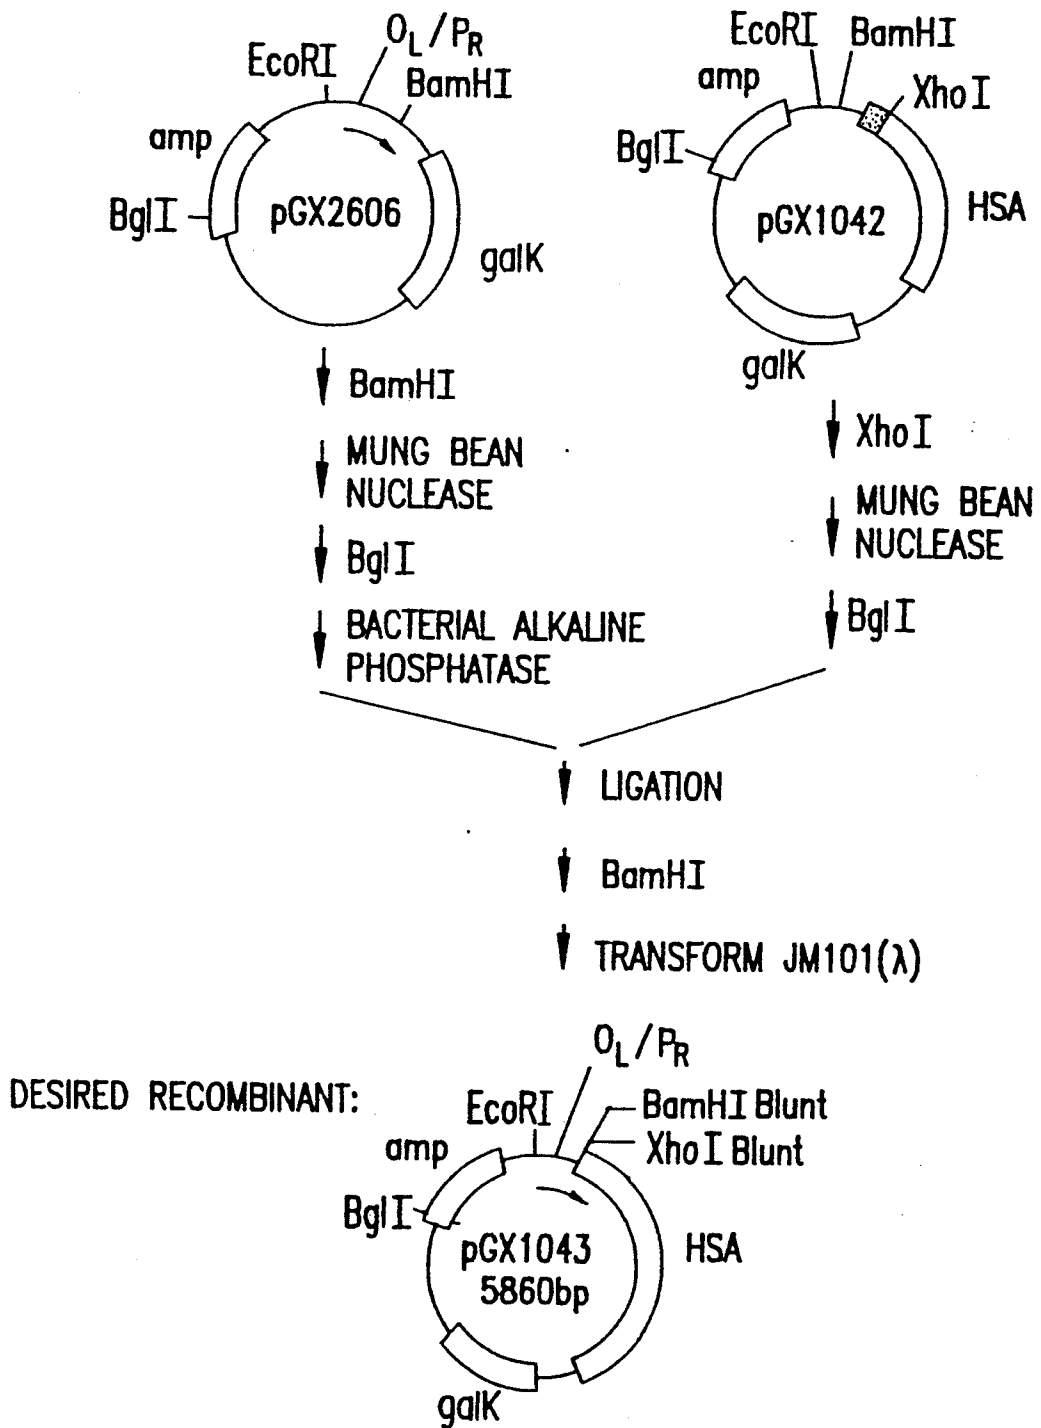 O_L/P_R
EcoRI
BamHI
amp
BglI
pGX2606
galK
EcoRI
BamHI
amp
XhoI
BglI
pGX1042
HSA
galK
BamHI
MUNG BEAN
NUCLEASE
BglI
BACTERIAL ALKALINE
PHOSPHATASE
XhoI
MUNG BEAN
NUCLEASE
BglI
LIGATION
BamHI
TRANSFORM JM101(λ)
DESIRED RECOMBINANT:
O_L/P_R
EcoRI
BamHI Blunt
XhoI Blunt
amp
BglI
pGX1043
5860bp
HSA
galK